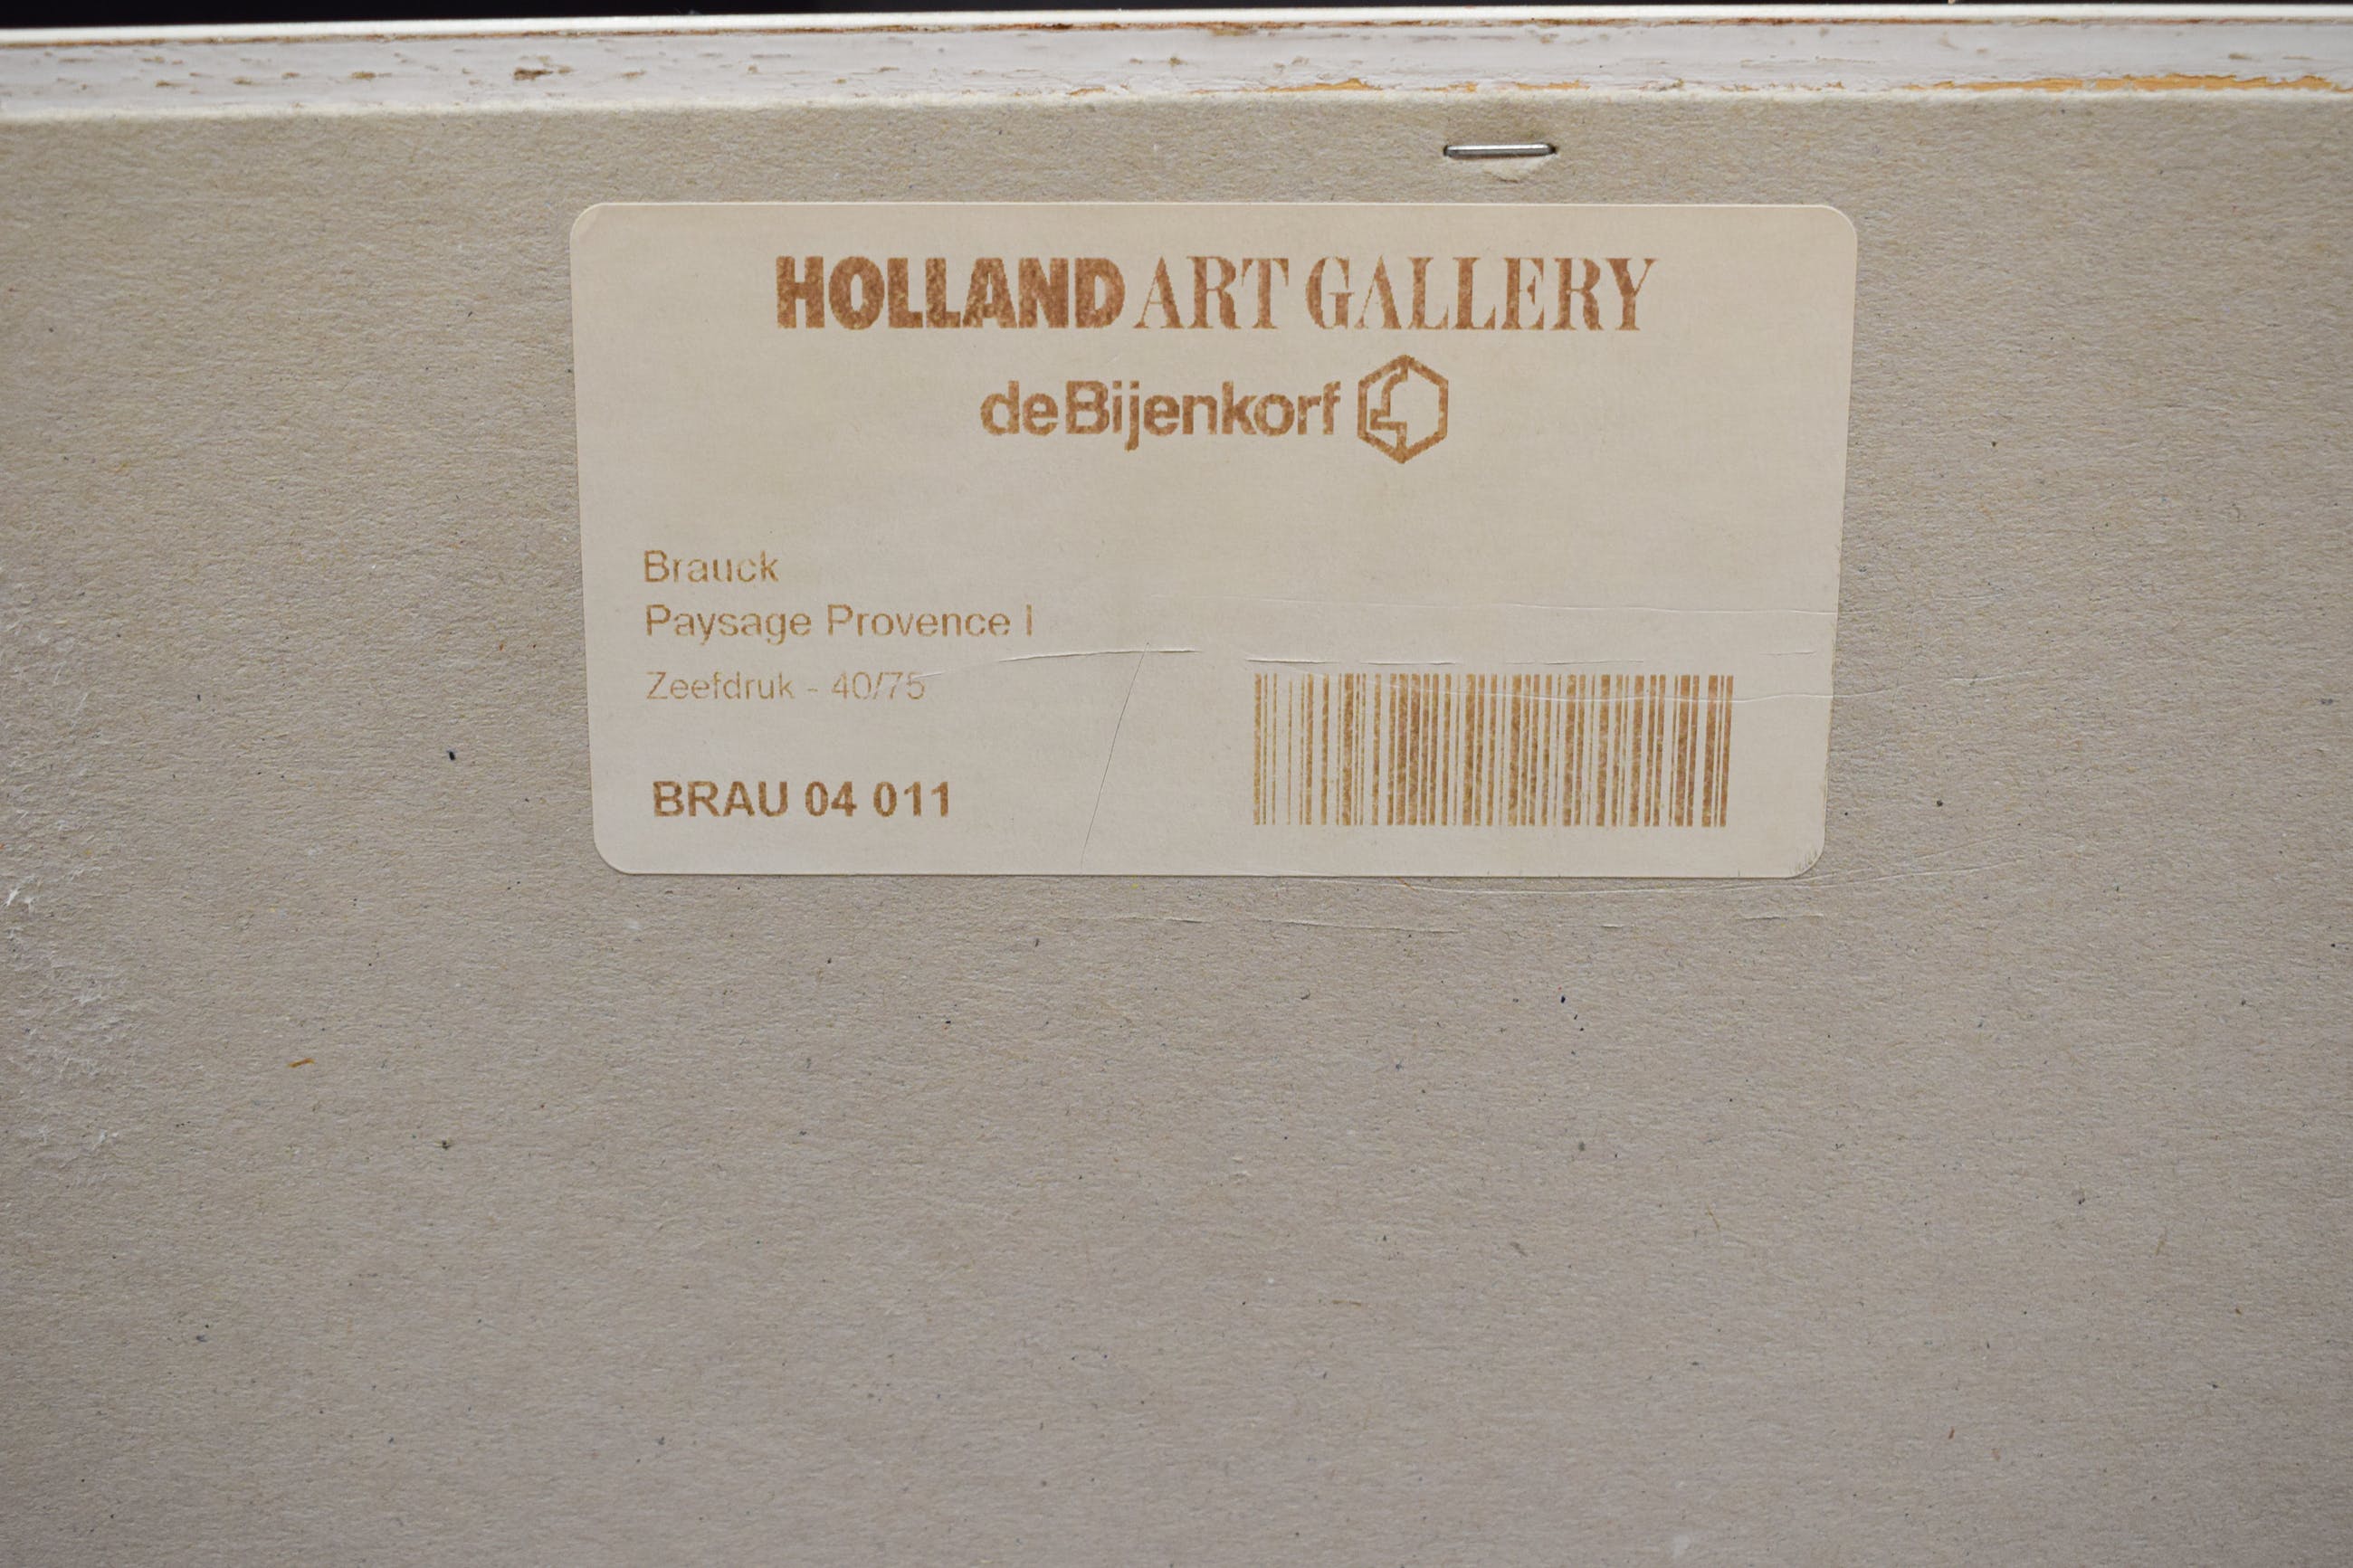 HOLLAND ART GALLERY
deBijenkorf
Brauck
Paysage Provence I
Zeefdruk - 40/75
BRAU 04 011